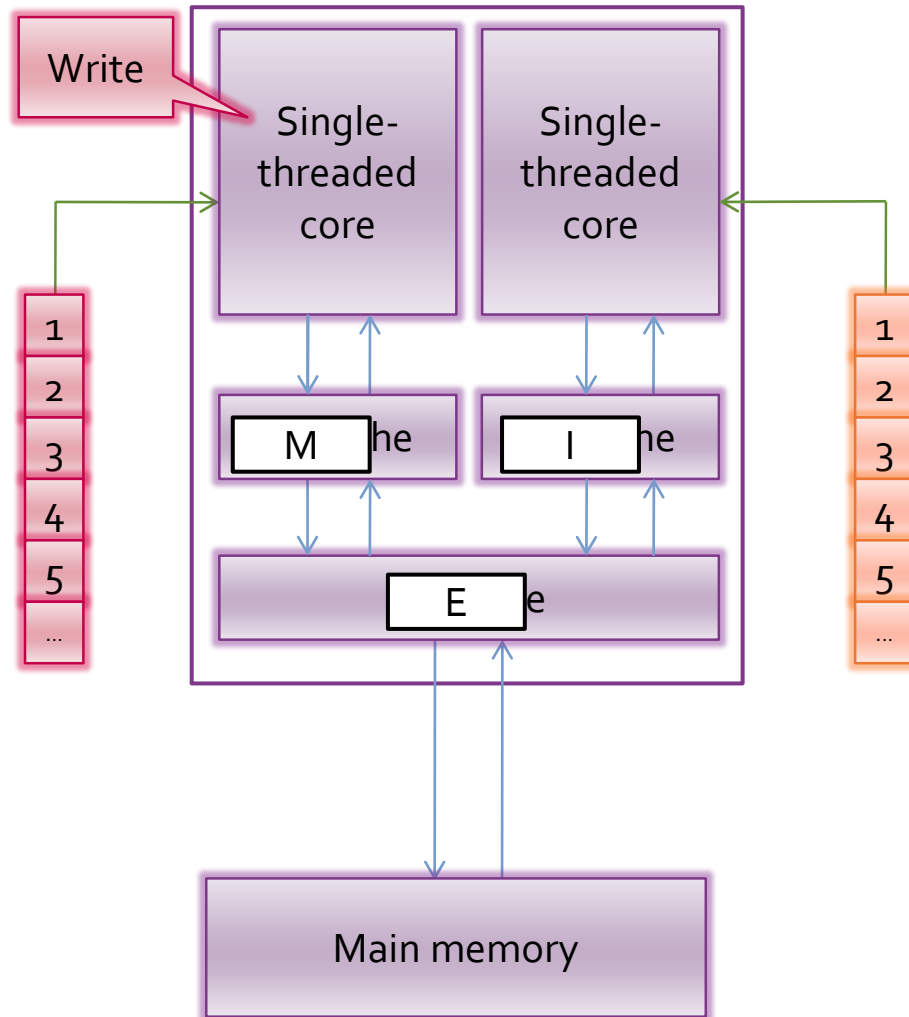 Write
Single-
threaded
core
Single-
threaded
core
1
2
3
4
5
...
1
2
3
4
5
...
M he
I he
E e
Main memory